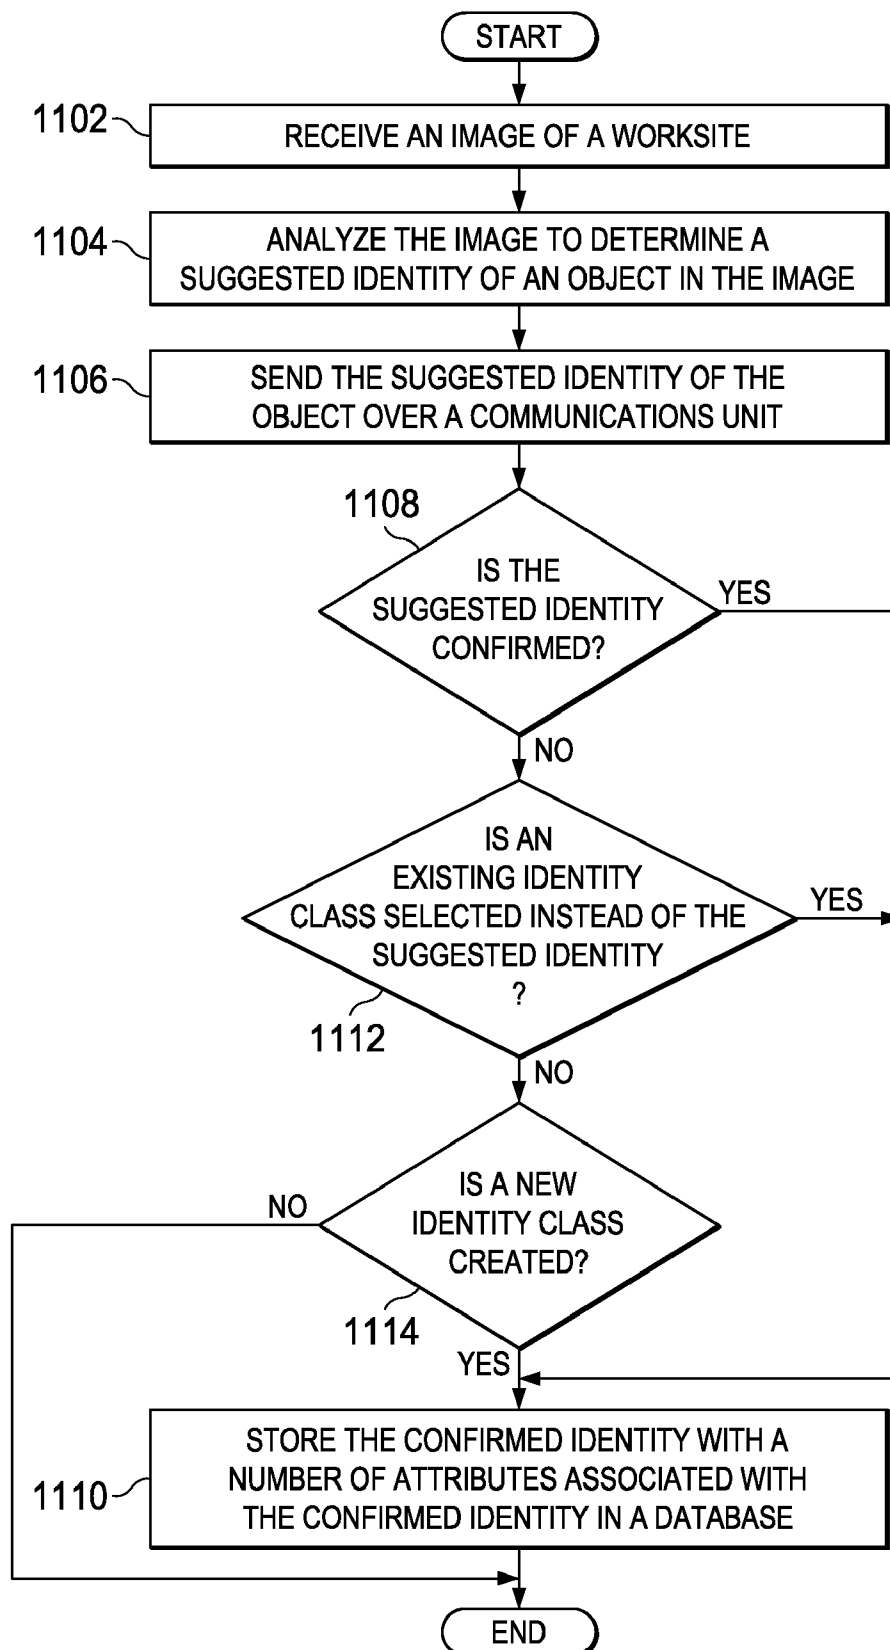 START
1102
RECEIVE AN IMAGE OF A WORKSITE
1104
ANALYZE THE IMAGE TO DETERMINE A
SUGGESTED IDENTITY OF AN OBJECT IN THE IMAGE
1106
SEND THE SUGGESTED IDENTITY OF THE
OBJECT OVER A COMMUNICATIONS UNIT
1108
IS THE
SUGGESTED IDENTITY
CONFIRMED?
YES
NO
IS AN
EXISTING IDENTITY
CLASS SELECTED INSTEAD OF THE
SUGGESTED IDENTITY
?
YES
1112
NO
IS A NEW
IDENTITY CLASS
CREATED?
NO
1114
YES
STORE THE CONFIRMED IDENTITY WITH A
NUMBER OF ATTRIBUTES ASSOCIATED WITH
THE CONFIRMED IDENTITY IN A DATABASE
1110
END